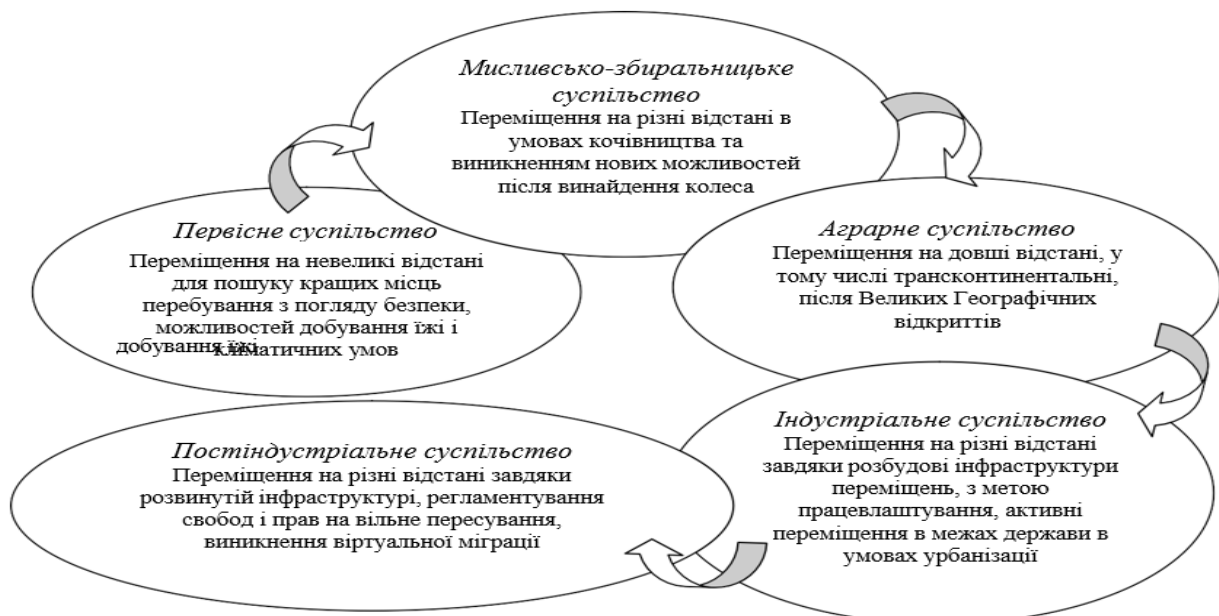 Мисливсько-збиральницьке
суспільство
Переміщення на різні відстані в
умовах кочівництва та
виникненням нових можливостей
після винайдення колеса
Первісне суспільство
Переміщення на невеликі відстані
для пошуку кращих місць
перебування з погляду безпеки,
можливостей добування їжі і
добування їжі
кліматичних умов
Аграрне суспільство
Переміщення на довші відстані, у
тому числі трансконтинентальні,
після Великих Географічних
відкриттів
Індустріальне суспільство
Переміщення на різні відстані
завдяки розбудові інфраструктури
переміщень, з метою
працевлаштування, активні
переміщення в межах держави в
умовах урбанізації
Постіндустріальне суспільство
Переміщення на різні відстані завдяки
розвинутій інфраструктурі, регламентування
свобод і прав на вільне пересування,
виникнення віртуальної міграції